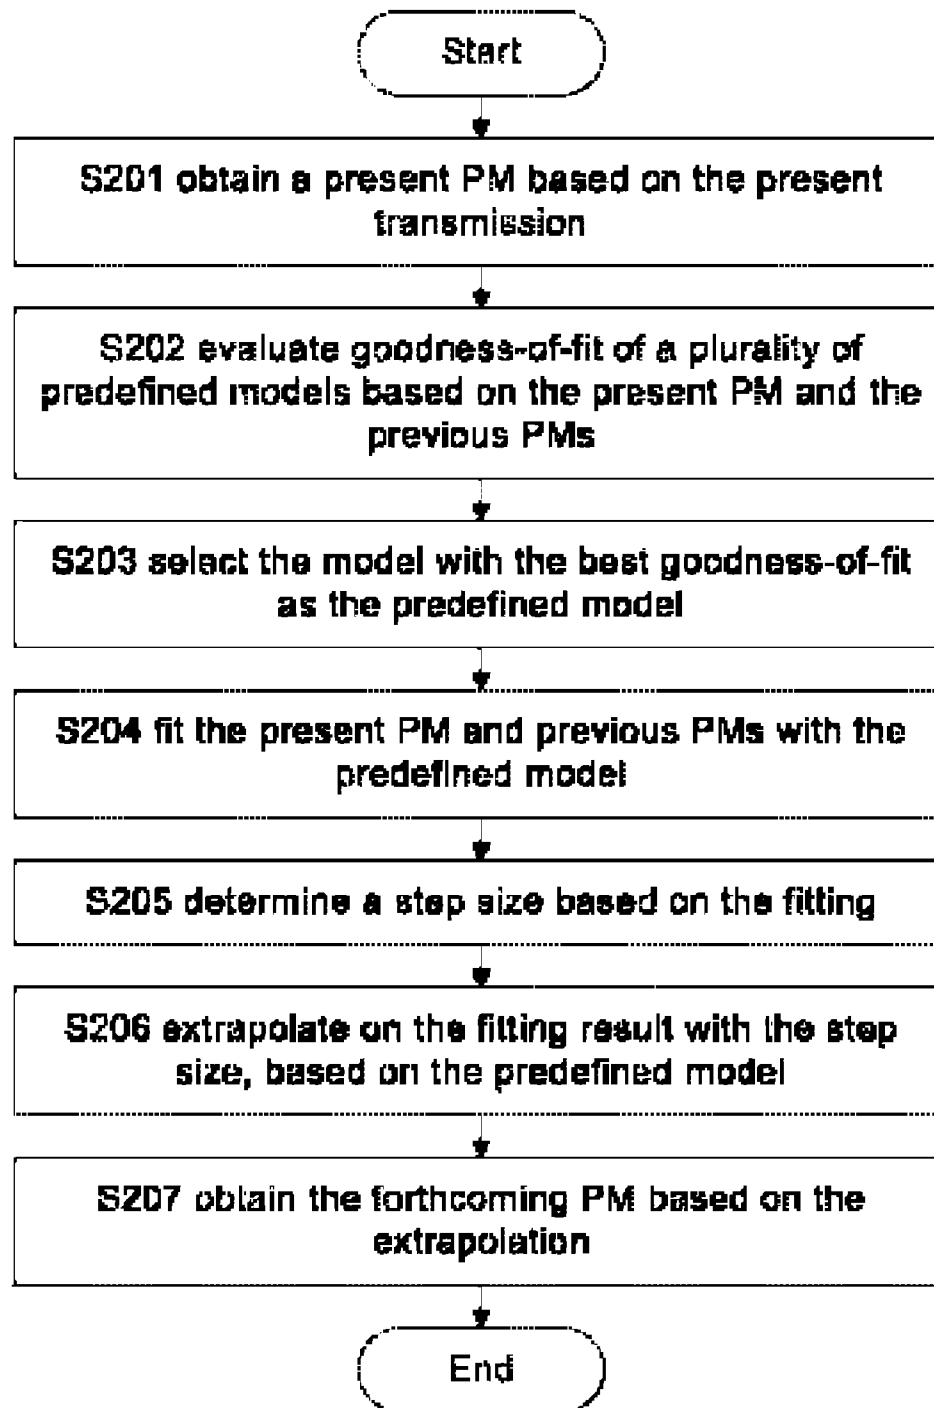 Start
S201 obtain a present PM based on the present
transmission
S202 evaluate goodness-of-fit of a plurality of
predefined models based on the present PM and the
previous PMs
S203 select the model with the best goodness-of-fit
as the predefined model
S204 fit the present PM and previous PMs with the
predefined model
S205 determine a step size based on the fitting
S206 extrapolate on the fitting result with the step
size, based on the predefined model
S207 obtain the forthcoming PM based on the
extrapolation
End